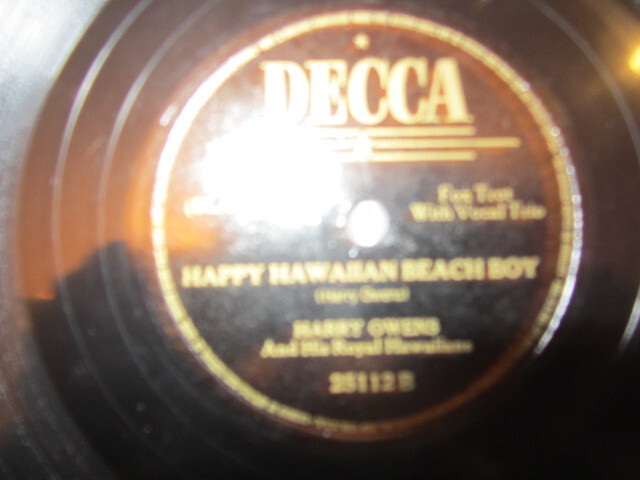 DECCA
Fox Trot
With Vocal Trio
HAPPY HAWAIIAN BEACH BOY
(Harry Owens)
HARRY OWENS
And His Royal Hawaiians
25112 B